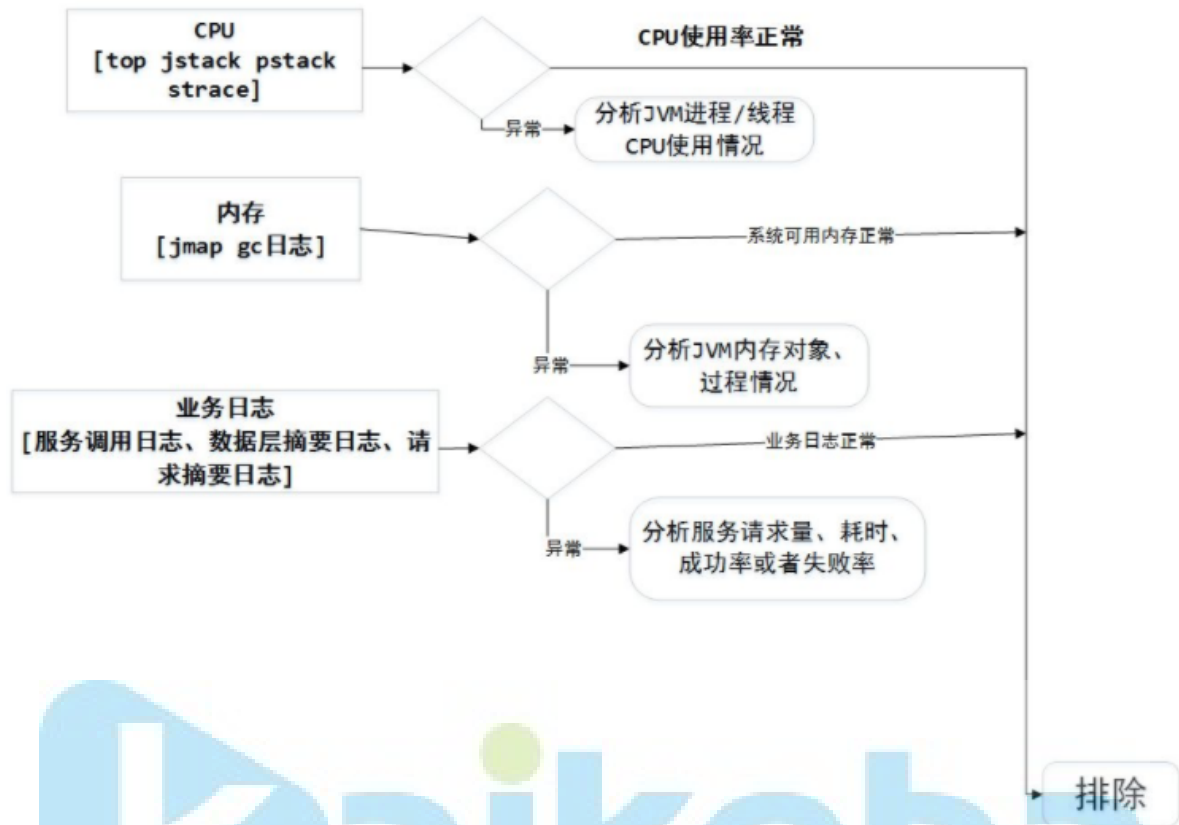 CPU
[top jstack pstack
strace]
CPU使用率正常
异常
分析JVM进程/线程
CPU使用情况
内存
[jmap gc日志]
系统可用内存正常
异常
分析JVM内存对象、
过程情况
业务日志
[服务调用日志、数据层摘要日志、请
求摘要日志]
业务日志正常
异常
分析服务请求量、耗时、
成功率或者失败率
排除